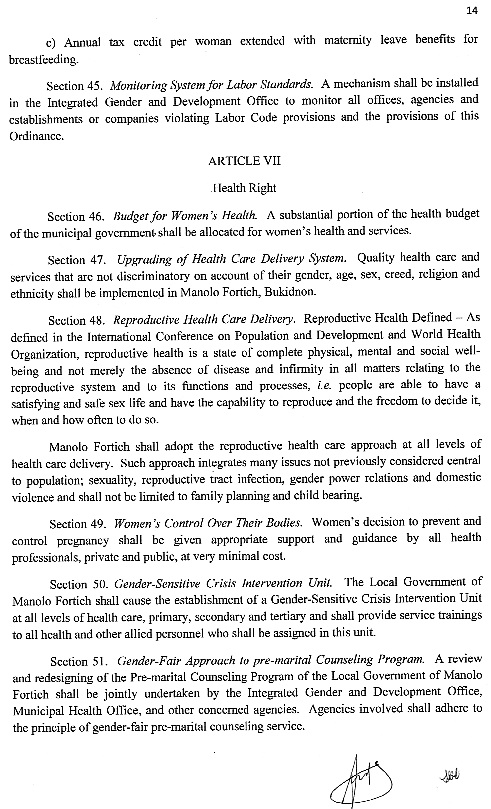 14
c) Annual tax credit per woman extended with maternity leave benefits for
breastfeeding.
Section 45. Monitoring System for Labor Standards. A mechanism shall be installed
in the Integrated Gender and Development Office to monitor all offices, agencies and
establishments or companies violating Labor Code provisions and the provisions of this
Ordinance.
ARTICLE VII
Health Right
Section 46. Budget for Women's Health. A substantial portion of the health budget
of the municipal government shall be allocated for women's health and services.
Section 47. Upgrading of Health Care Delivery System. Quality health care and
services that are not discriminatory on account of their gender, age, sex, creed, religion and
ethnicity shall be implemented in Manolo Fortich, Bukidnon.
Section 48. Reproductive Health Care Delivery. Reproductive Health Defined – As
defined in the International Conference on Population and Development and World Health
Organization, reproductive health is a state of complete physical, mental and social well-
being and not merely the absence of disease and infirmity in all matters relating to the
reproductive system and to its functions and processes, i.e. people are able to have a
satisfying and safe sex life and have the capability to reproduce and the freedom to decide it,
when and how often to do so.
Manolo Fortich shall adopt the reproductive health care approach at all levels of
health care delivery. Such approach integrates many issues not previously considered central
to population; sexuality, reproductive tract infection, gender power relations and domestic
violence and shall not be limited to family planning and child bearing.
Section 49. Women's Control Over Their Bodies. Women's decision to prevent and
control pregnancy shall be given appropriate support and guidance by all health
professionals, private and public, at very minimal cost.
Section 50. Gender-Sensitive Crisis Intervention Unit. The Local Government of
Manolo Fortich shall cause the establishment of a Gender-Sensitive Crisis Intervention Unit
at all levels of health care, primary, secondary and tertiary and shall provide service trainings
to all health and other allied personnel who shall be assigned in this unit.
Section 51. Gender-Fair Approach to pre-marital Counseling Program. A review
and redesigning of the Pre-marital Counseling Program of the Local Government of Manolo
Fortich shall be jointly undertaken by the Integrated Gender and Development Office,
Municipal Health Office, and other concerned agencies. Agencies involved shall adhere to
the principle of gender-fair pre-marital counseling service.